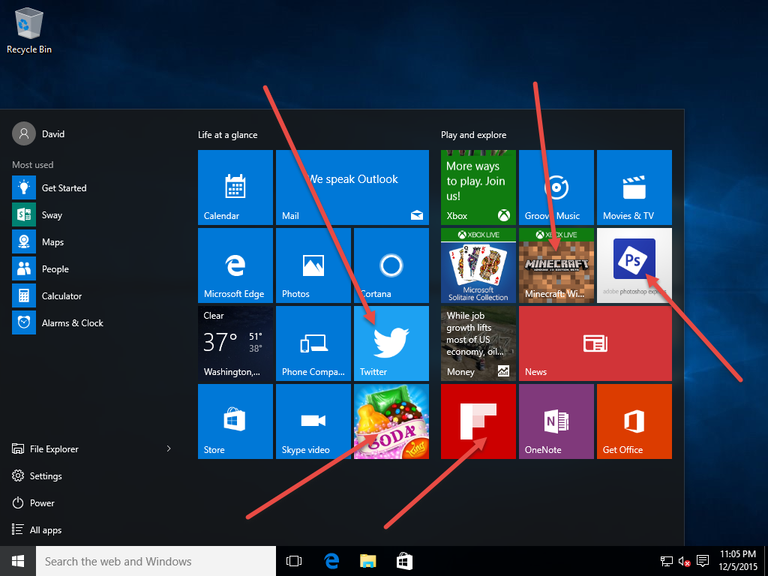 Recycle Bin
David
Most used
Get Started
Sway
Maps
People
Calculator
Alarms & Clock
File Explorer
Settings
Power
All apps
Life at a glance
Calendar
We speak Outlook
Mail
Microsoft Edge
Photos
Cortana
Clear
37° 51°
38°
Washington,...
Phone Compa...
Twitter
Store
Skype video
SODA
King
Play and explore
More ways
to play. Join
us!
Xbox
Groove Music
Movies & TV
XBOX LIVE
Microsoft
Solitaire Collection
XBOX LIVE
MINECRAFT
Minecraft: Wi...
Ps
adobe photoshop express
While job
growth lifts
most of US
economy, oil...
Money
News
OneNote
Get Office
Search the web and Windows
11:05 PM
12/5/2015